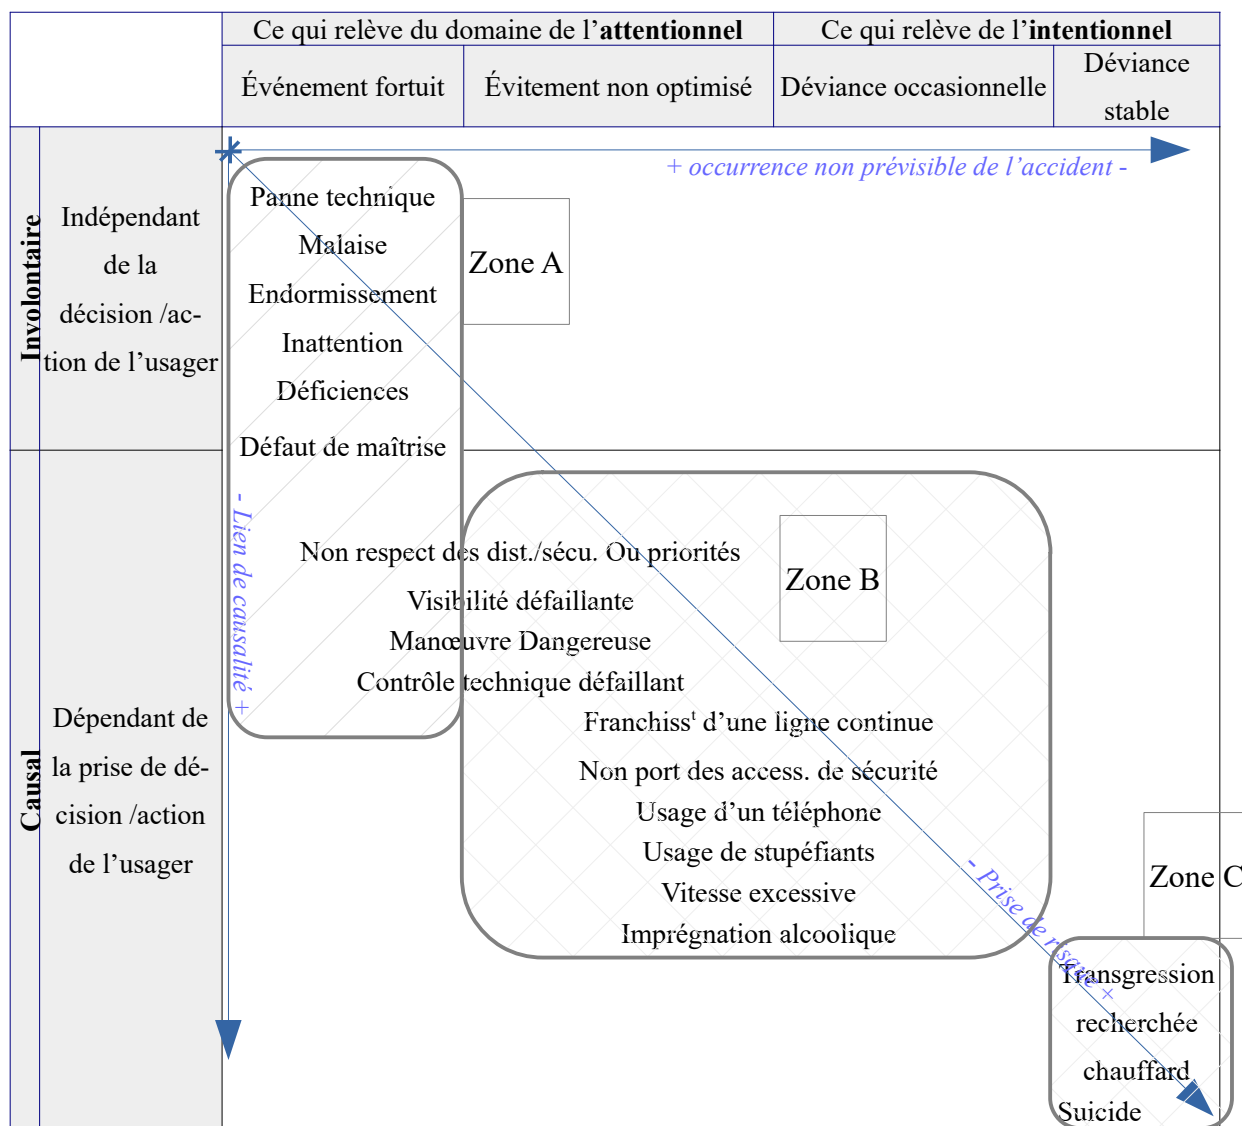 Ce qui relève du domaine de l’attentionnel
Ce qui relève de l’intentionnel
Événement fortuit
Évitement non optimisé
Déviance occasionnelle
Déviance
stable
+ occurrence non prévisible de l’accident -
Involontaire
Indépendant
de la
décision /ac-
tion de l’usager
Panne technique
Malaise
Endormissement
Inattention
Déficiences
Défaut de maîtrise
Zone A
Causal
Dépendant de
la prise de dé-
cision /action
de l’usager
- Lien de causalité +
Non respect des dist./sécu. Ou priorités
Visibilité défaillante
Manœuvre Dangereuse
Contrôle technique défaillant
Franchissᵗ d’une ligne continue
Non port des access. de sécurité
Usage d’un téléphone
Usage de stupéfiants
Vitesse excessive
Imprégnation alcoolique
Zone B
- Prise de risque +
Zone C
Transgression
recherchée
chauffard
Suicide